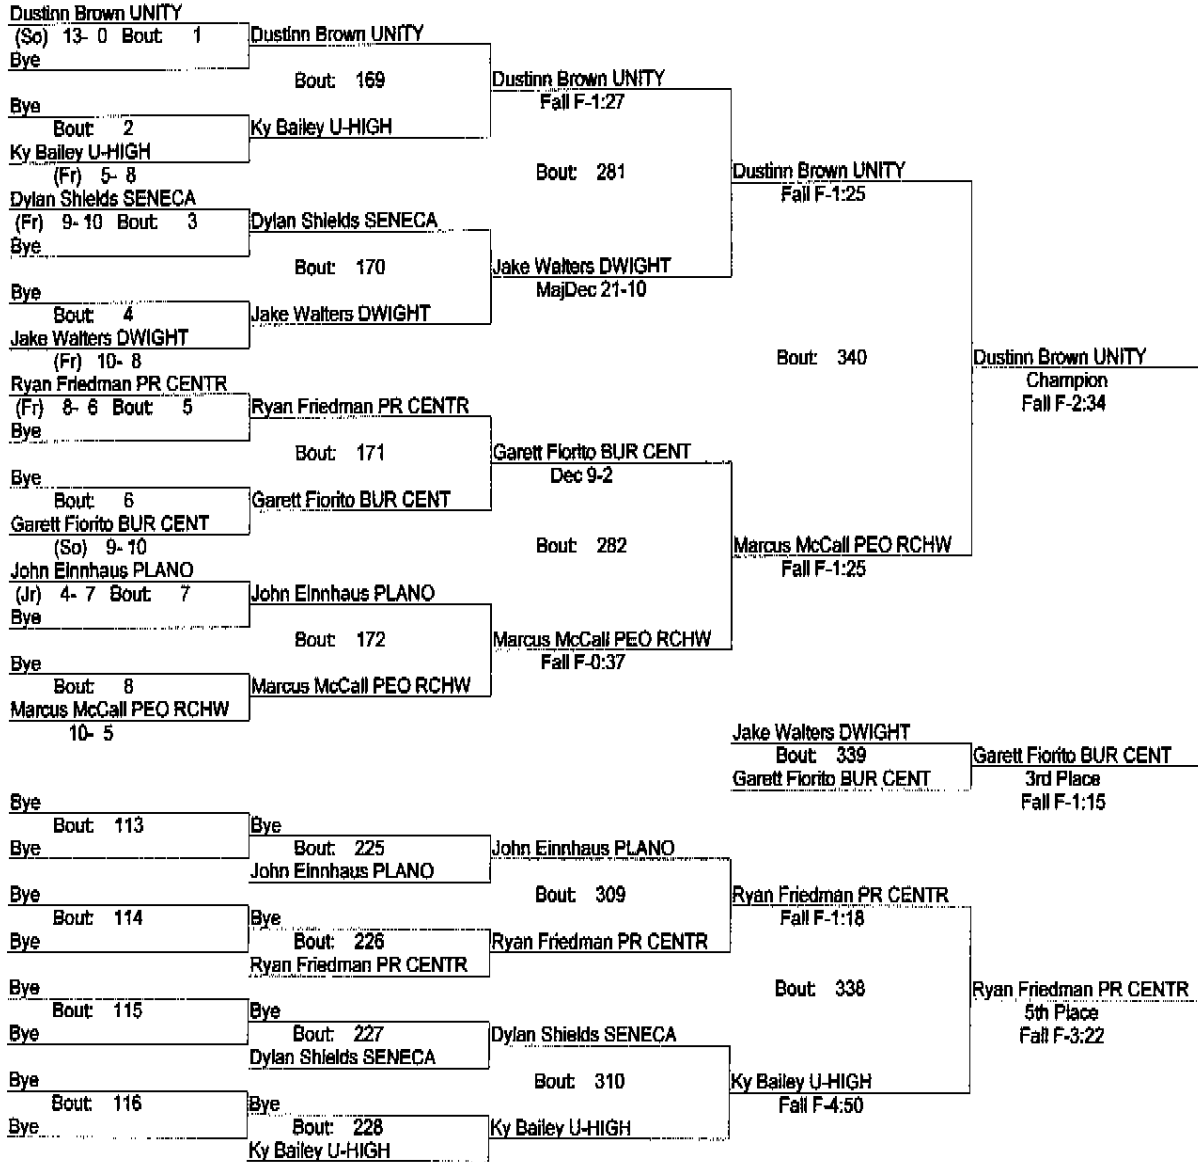 Dustinn Brown UNITY
(So) 13- 0 Bout: 1
Bye
Dustinn Brown UNITY
Bout: 169
Dustinn Brown UNITY
Fall F-1:27
Bye
Bout: 2
Ky Bailey U-HIGH
Ky Bailey U-HIGH
(Fr) 5- 8
Bout: 281
Dustinn Brown UNITY
Fall F-1:25
Dylan Shields SENECA
(Fr) 9- 10 Bout: 3
Bye
Dylan Shields SENECA
Bout: 170
Jake Walters DWIGHT
MajDec 21-10
Bye
Bout: 4
Jake Walters DWIGHT
Jake Walters DWIGHT
(Fr) 10- 8
Bout: 340
Dustinn Brown UNITY
Champion
Fall F-2:34
Ryan Friedman PR CENTR
(Fr) 8- 6 Bout: 5
Bye
Ryan Friedman PR CENTR
Bout: 171
Garett Fiorito BUR CENT
Dec 9-2
Bye
Bout: 6
Garett Fiorito BUR CENT
Garett Fiorito BUR CENT
(So) 9- 10
Bout: 282
Marcus McCall PEO RCHW
Fall F-1:25
John Einnhaus PLANO
(Jr) 4- 7 Bout: 7
Bye
John Einnhaus PLANO
Bout: 172
Marcus McCall PEO RCHW
Fall F-0:37
Bye
Bout: 8
Marcus McCall PEO RCHW
Marcus McCall PEO RCHW
10- 5
Jake Walters DWIGHT
Bout: 339
Garett Fiorito BUR CENT
Garett Fiorito BUR CENT
3rd Place
Fall F-1:15
Bye
Bout: 113
Bye
Bye
Bout: 225
John Einnhaus PLANO
John Einnhaus PLANO
Bout: 309
Ryan Friedman PR CENTR
Fall F-1:18
Bye
Bout: 114
Bye
Bye
Bout: 226
Ryan Friedman PR CENTR
Ryan Friedman PR CENTR
Bout: 338
Ryan Friedman PR CENTR
5th Place
Fall F-3:22
Bye
Bout: 115
Bye
Bye
Bout: 227
Dylan Shields SENECA
Dylan Shields SENECA
Bout: 310
Ky Bailey U-HIGH
Fall F-4:50
Bye
Bout: 116
Bye
Bye
Bout: 228
Ky Bailey U-HIGH
Ky Bailey U-HIGH